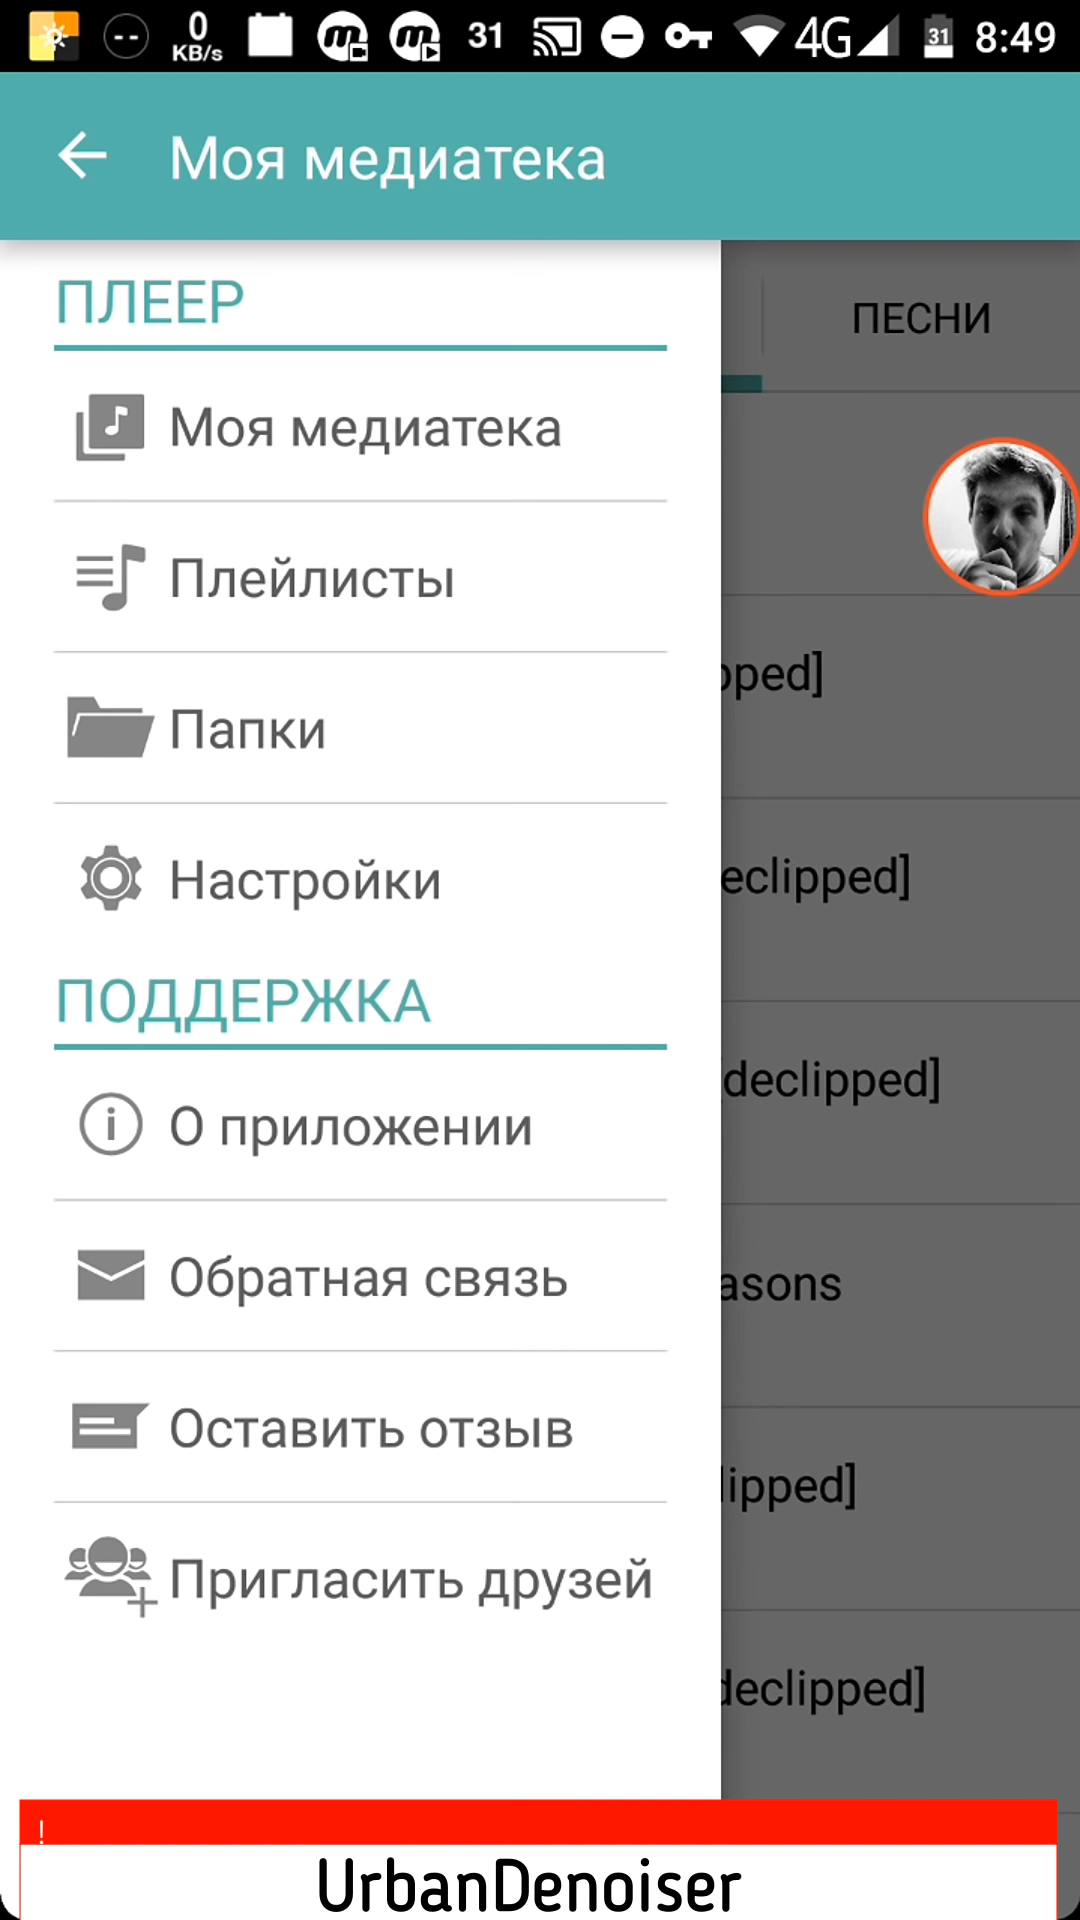 0 KB/s 31 4G 31 8:49
Моя медиатека
ПЛЕЕР
ПЕСНИ
Моя медиатека
Плейлисты
pped]
Папки
eclipped]
Настройки
ПОДДЕРЖКА
declipped]
О приложении
Обратная связь
asons
Оставить отзыв
lipped]
Пригласить друзей
declipped]
!
UrbanDenoiser